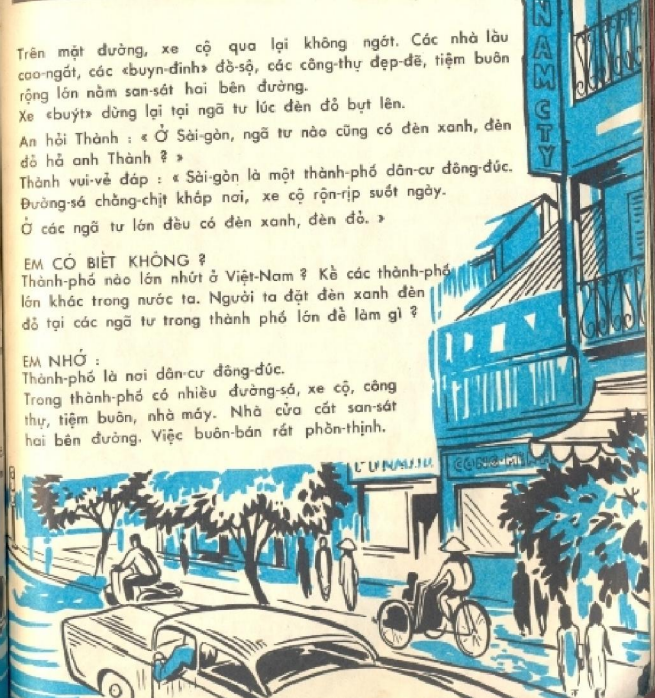 Trên mặt đường, xe cộ qua lại không ngớt. Các nhà lầu
cao-ngất, các «buyn-đinh» đồ-sộ, các công-thự đẹp-đẽ, tiệm buôn
rộng lớn nằm san-sát hai bên đường.
Xe «buýt» dừng lại tại ngã tư lúc đèn đỏ bựt lên.
An hỏi Thành : « Ở Sài-gòn, ngã tư nào cũng có đèn xanh, đèn
đỏ hả anh Thành ? »
Thành vui-vẻ đáp : « Sài-gòn là một thành-phố dân-cư đông-đúc.
Đường-sá chằng-chịt khắp nơi, xe cộ rộn-rịp suốt ngày.
Ở các ngã tư lớn đều có đèn xanh, đèn đỏ. »
EM CÓ BIẾT KHÔNG ?
Thành-phố nào lớn nhứt ở Việt-Nam ? Kể các thành-phố
lớn khác trong nước ta. Người ta đặt đèn xanh đèn
đỏ tại các ngã tư trong thành phố lớn để làm gì ?
EM NHỚ :
Thành-phố là nơi dân-cư đông-đúc.
Trong thành-phố có nhiều đường-sá, xe cộ, công
thự, tiệm buôn, nhà máy. Nhà cửa cất san-sát
hai bên đường. Việc buôn-bán rất phồn-thịnh.
N AM CTY